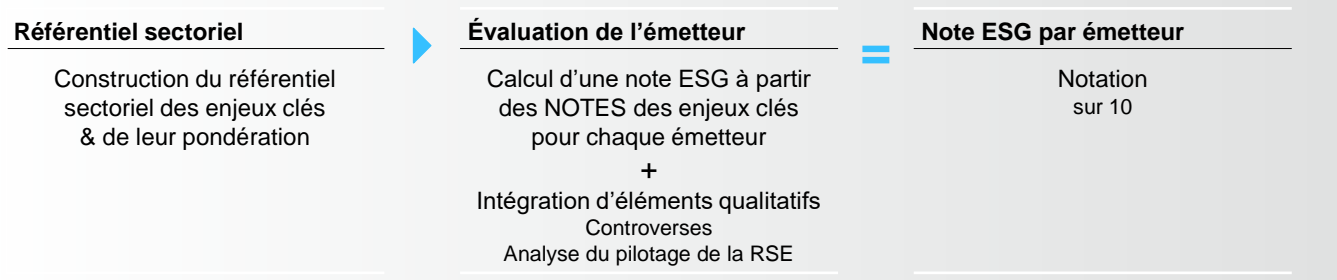 Référentiel sectoriel
Construction du référentiel
sectoriel des enjeux clés
& de leur pondération
Évaluation de l'émetteur
Calcul d'une note ESG à partir
des NOTES des enjeux clés
pour chaque émetteur
+
Intégration d'éléments qualitatifs
Controverses
Analyse du pilotage de la RSE
=
Note ESG par émetteur
Notation
sur 10